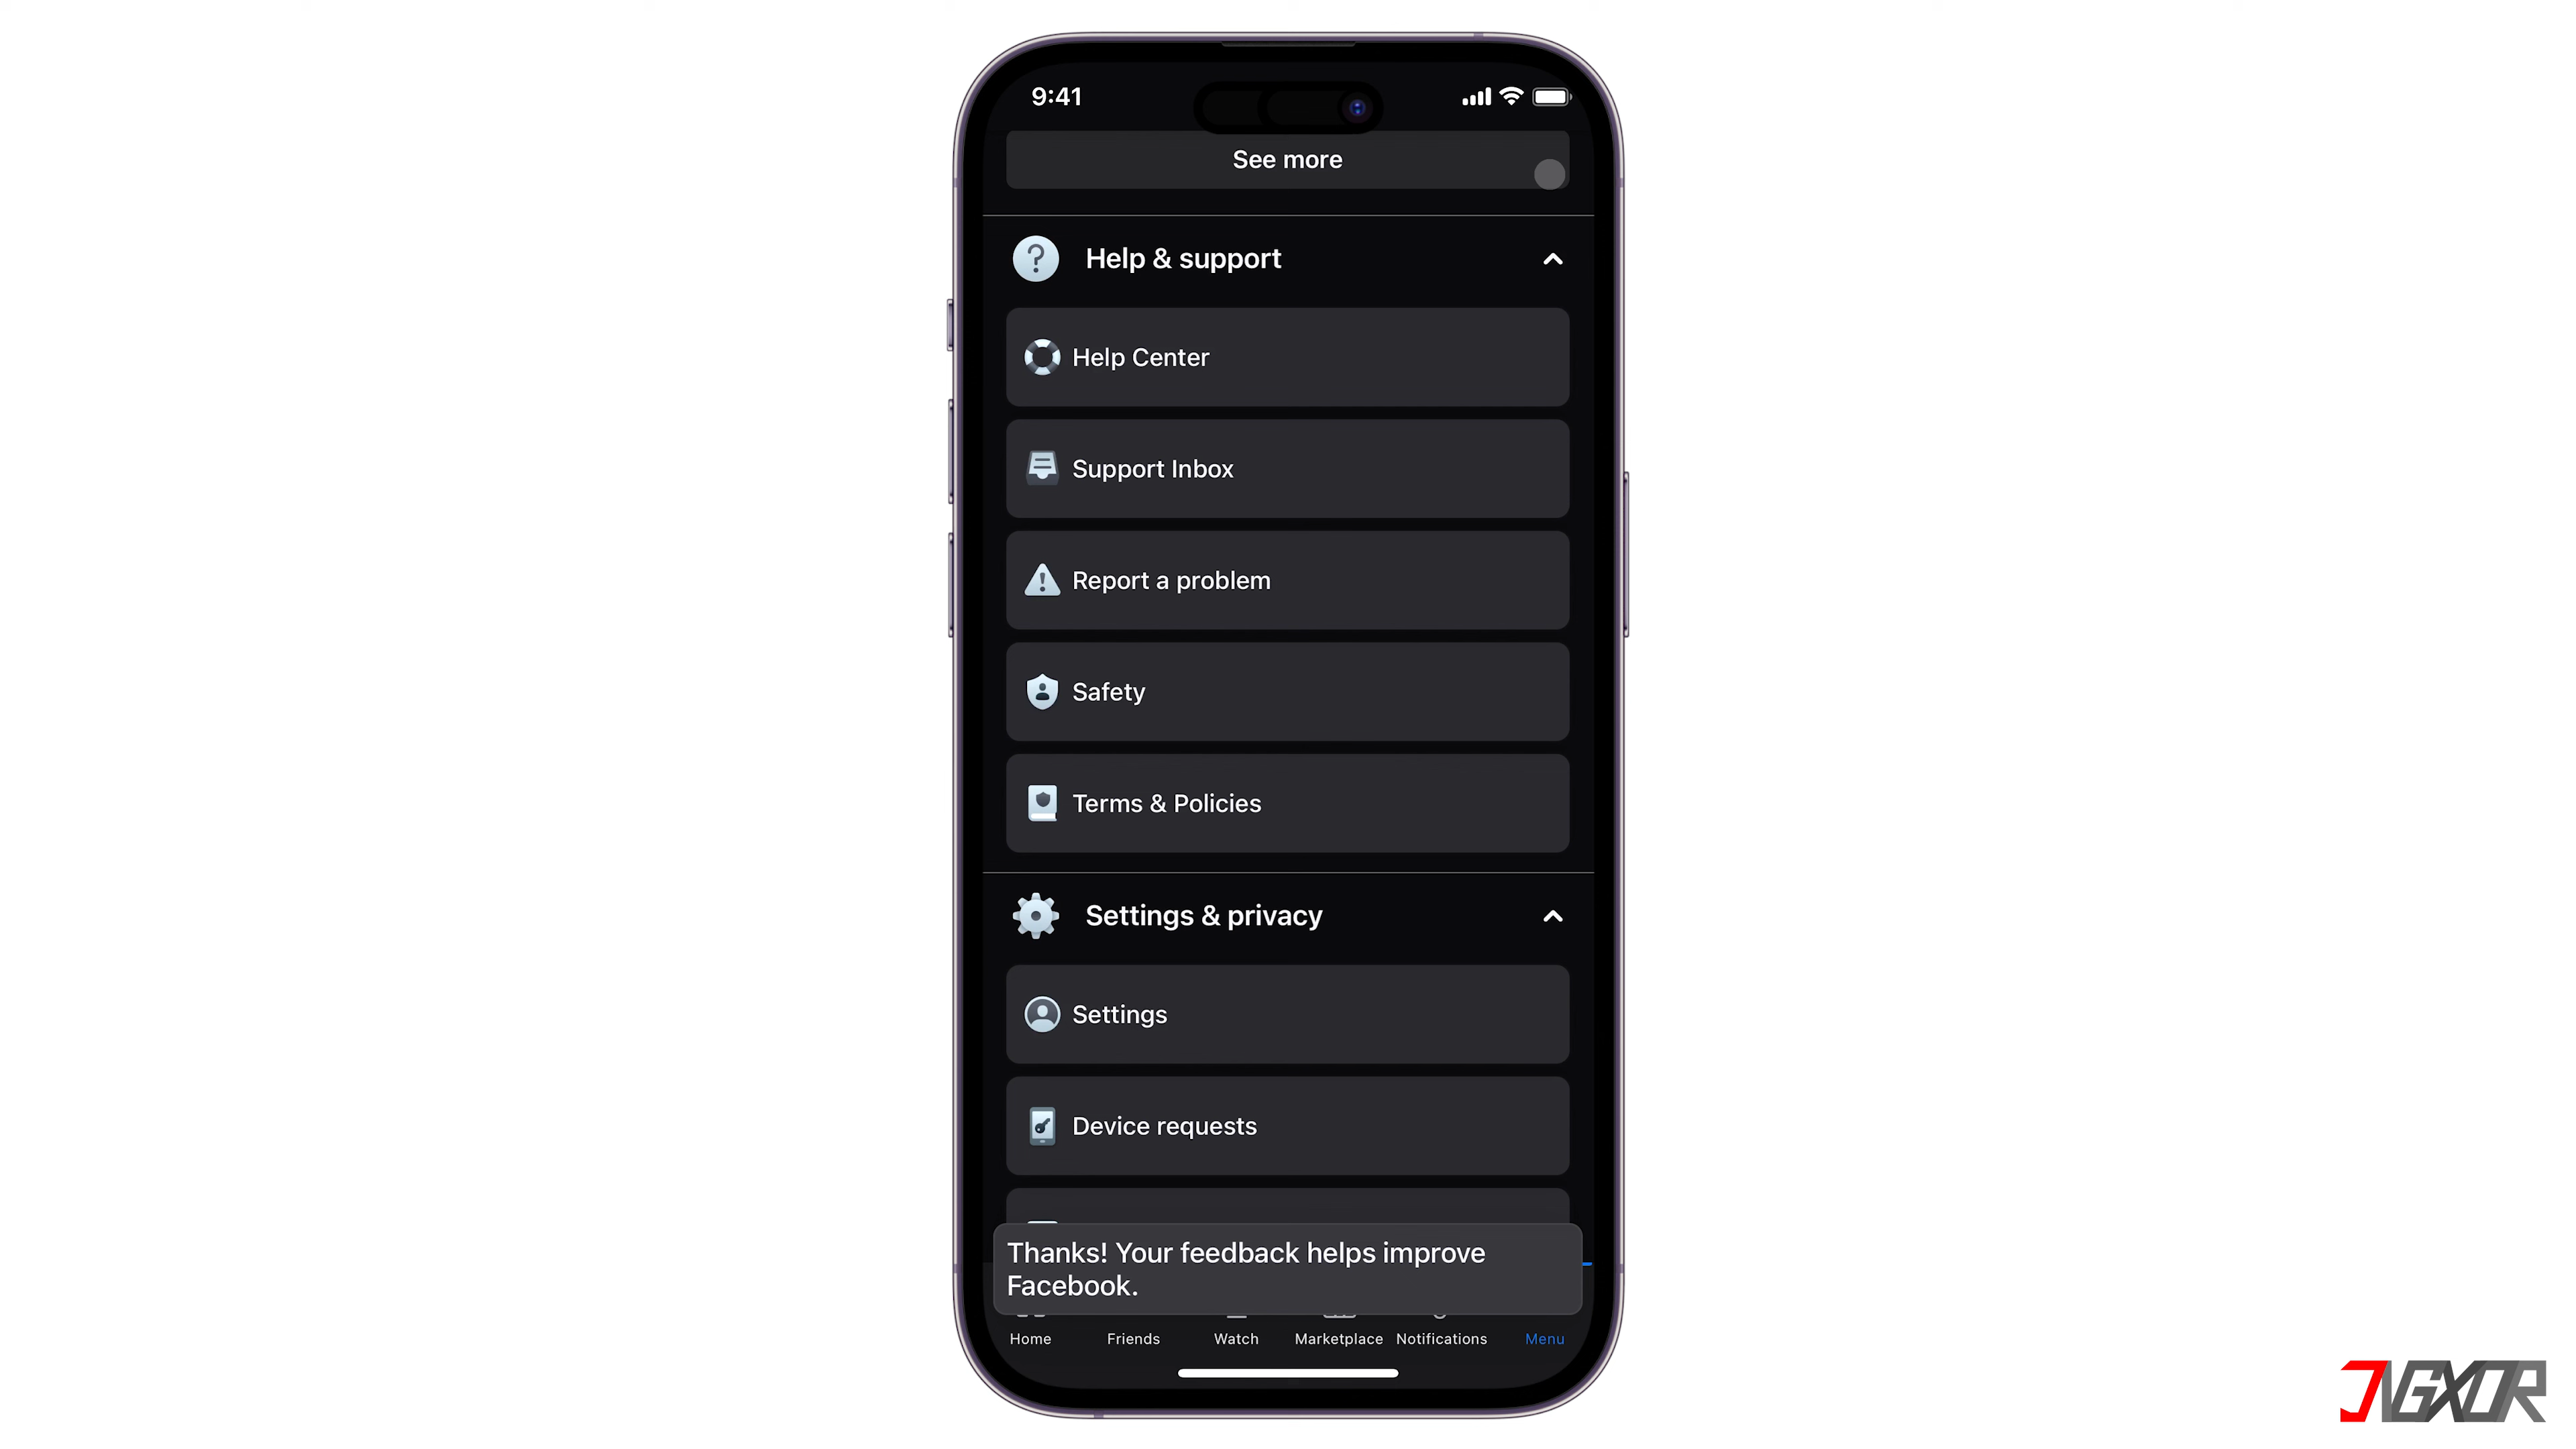 9:41
See more
Help & support
Help Center
Support Inbox
Report a problem
Safety
Terms & Policies
Settings & privacy
Settings
Device requests
Thanks! Your feedback helps improve
Facebook.
Home Friends Watch Marketplace Notifications Menu
JNGXOR